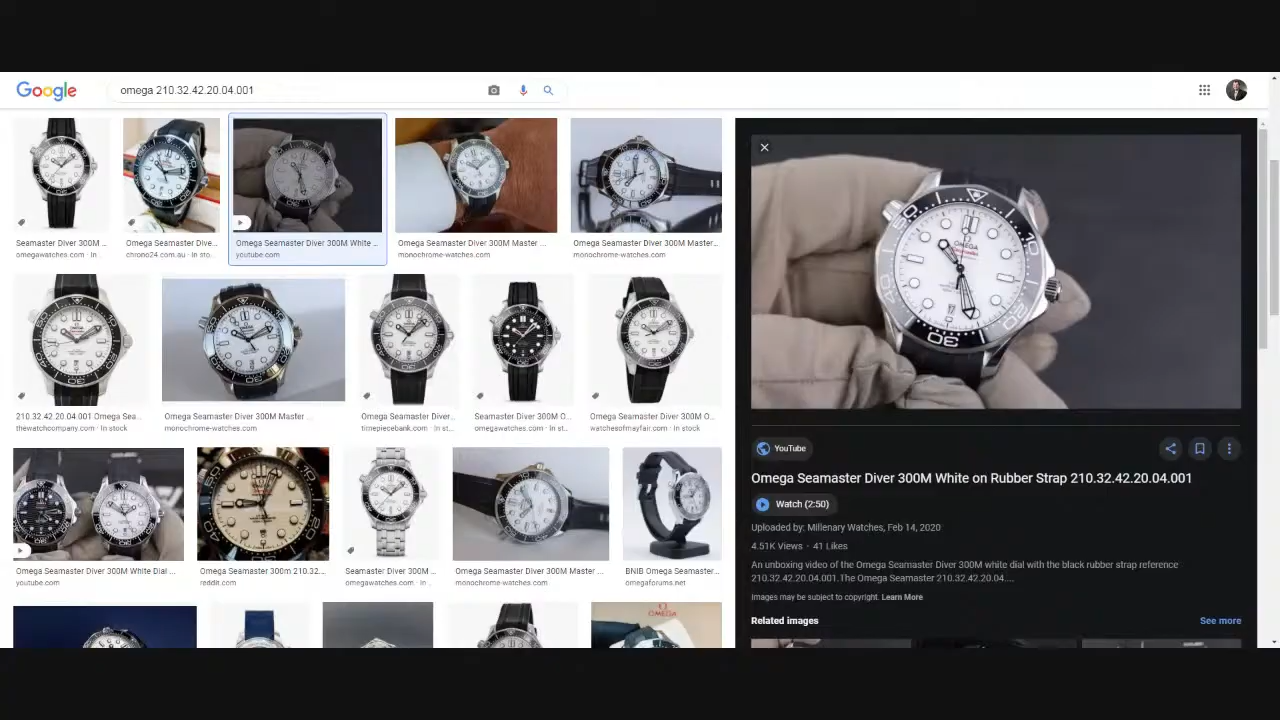 Google
omega 210.32.42.20.04.001
Seamaster Diver 300M ...
omegawatches.com · In ...
Omega Seamaster Dive...
chrono24.com.au · In sto...
Omega Seamaster Diver 300M White ...
youtube.com
Omega Seamaster Diver 300M Master ...
monochrome-watches.com
Omega Seamaster Diver 300M Master...
monochrome-watches.com
210.32.42.20.04.001 Omega Sea...
thewatchcompany.com · In stock
Omega Seamaster Diver 300M Master ...
monochrome-watches.com
Omega Seamaster Diver...
timepiecebank.com · In st...
Seamaster Diver 300M O...
omegawatches.com · In st...
Omega Seamaster Diver 300M O...
watchesofmayfair.com · In stock
Omega Seamaster Diver 300M White Dial ...
youtube.com
Omega Seamaster 300m 210.32....
reddit.com
Seamaster Diver 300M ...
omegawatches.com · In ...
Omega Seamaster Diver 300M Master ...
monochrome-watches.com
BNIB Omega Seamaster...
omegaforums.net
OMEGA
OMEGA
YouTube
Omega Seamaster Diver 300M White on Rubber Strap 210.32.42.20.04.001
Watch (2:50)
Uploaded by: Millenary Watches, Feb 14, 2020
4.51K Views · 41 Likes
An unboxing video of the Omega Seamaster Diver 300M white dial with the black rubber strap reference
210.32.42.20.04.001.The Omega Seamaster 210.32.42.20.04....
Images may be subject to copyright. Learn More
Related images
See more